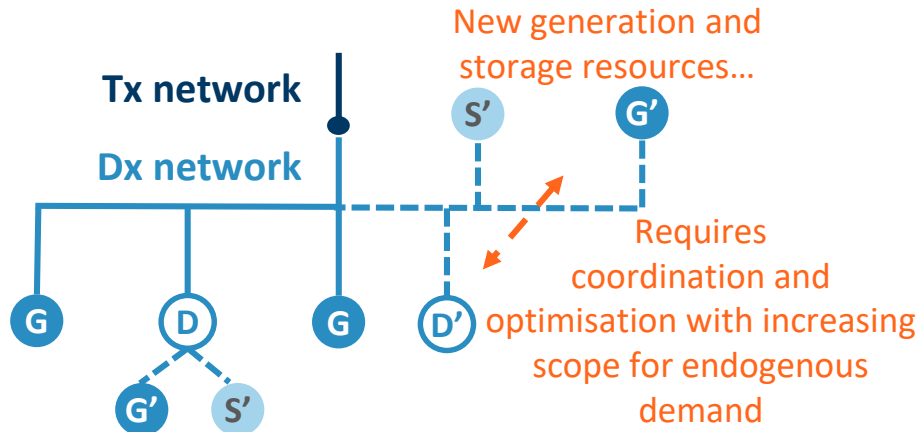 New generation and
storage resources…
Tx network
S’
G’
Dx network
Requires
coordination and
optimisation with increasing
scope for endogenous
demand
G
D
G
D’
G’
S’